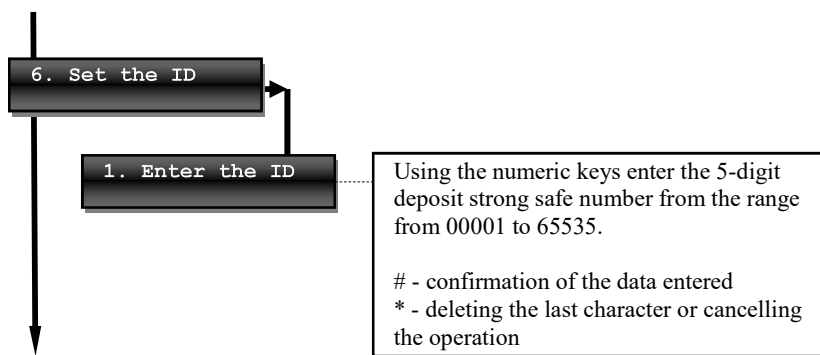 6. Set the ID
1. Enter the ID
Using the numeric keys enter the 5-digit
deposit strong safe number from the range
from 00001 to 65535.
# - confirmation of the data entered
* - deleting the last character or cancelling
the operation